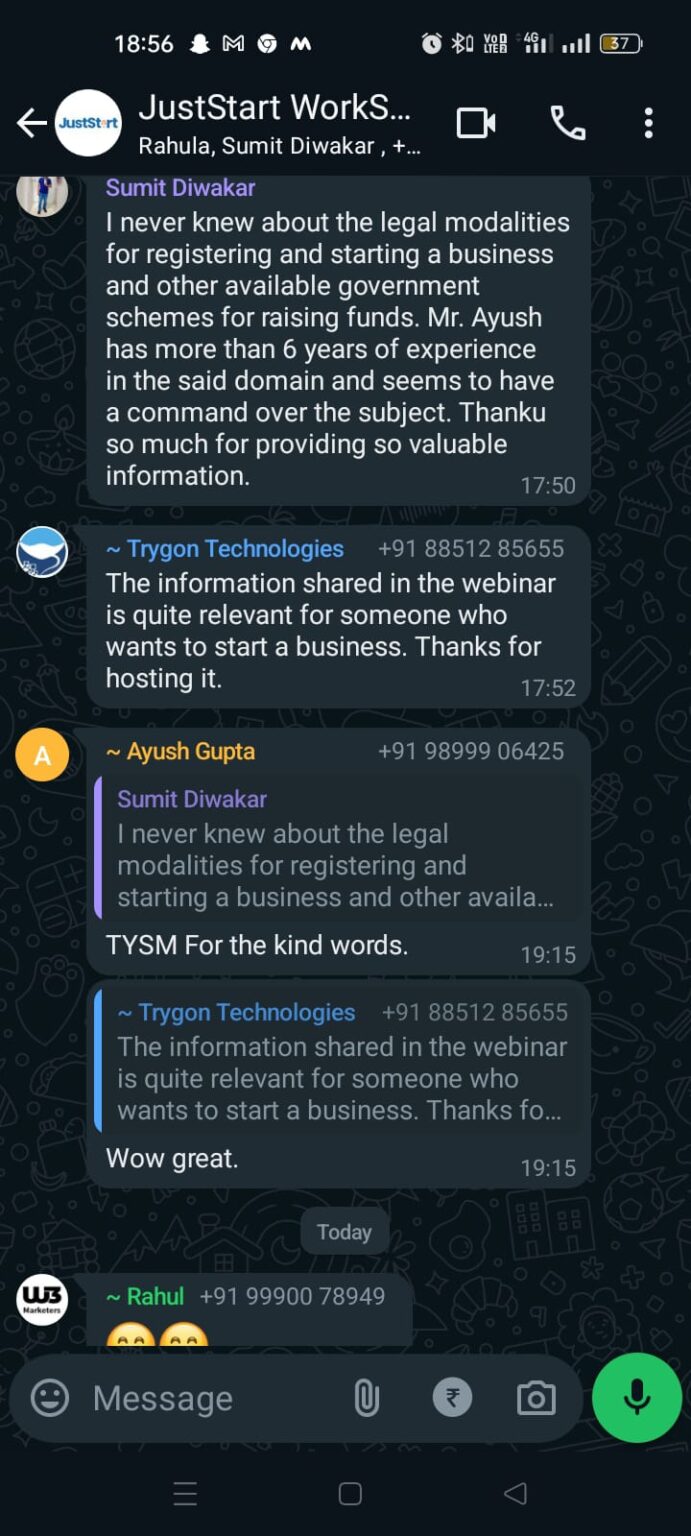 18:56
VoD
LTED
4G
37
JustStart
JustStart WorkS...
Rahula, Sumit Diwakar , +...
Sumit Diwakar
I never knew about the legal modalities
for registering and starting a business
and other available government
schemes for raising funds. Mr. Ayush
has more than 6 years of experience
in the said domain and seems to have
a command over the subject. Thanku
so much for providing so valuable
information.
17:50
~ Trygon Technologies +91 88512 85655
The information shared in the webinar
is quite relevant for someone who
wants to start a business. Thanks for
hosting it.
17:52
A
~ Ayush Gupta +91 98999 06425
Sumit Diwakar
I never knew about the legal
modalities for registering and
starting a business and other availa...
TYSM For the kind words.
19:15
~ Trygon Technologies +91 88512 85655
The information shared in the webinar
is quite relevant for someone who
wants to start a business. Thanks fo...
Wow great.
19:15
Today
W3
Marketers
~ Rahul +91 99900 78949
Message
₹